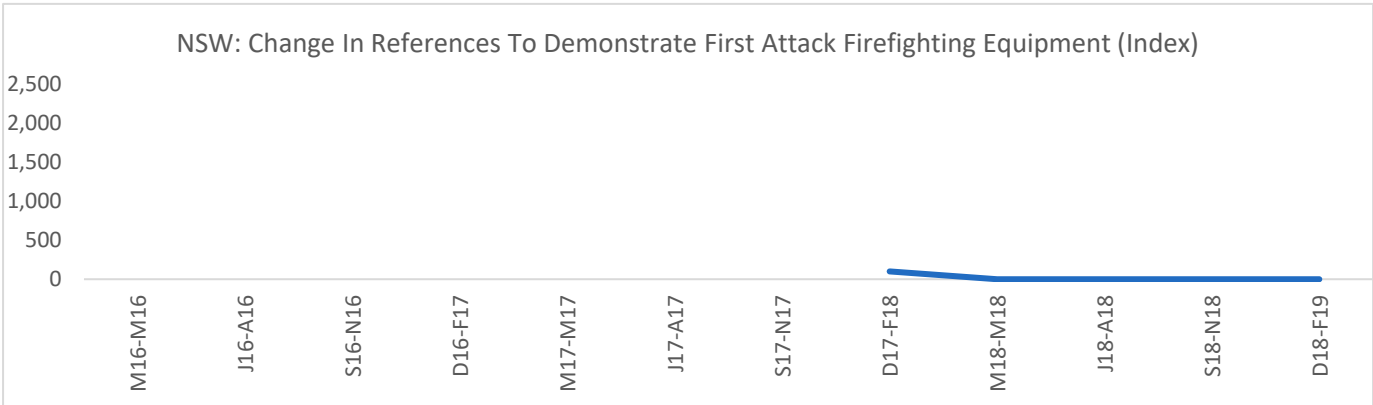 NSW: Change In References To Demonstrate First Attack Firefighting Equipment (Index)
2,500
2,000
1,500
1,000
500
0
M16-M16
J16-A16
S16-N16
D16-F17
M17-M17
J17-A17
S17-N17
D17-F18
M18-M18
J18-A18
S18-N18
D18-F19